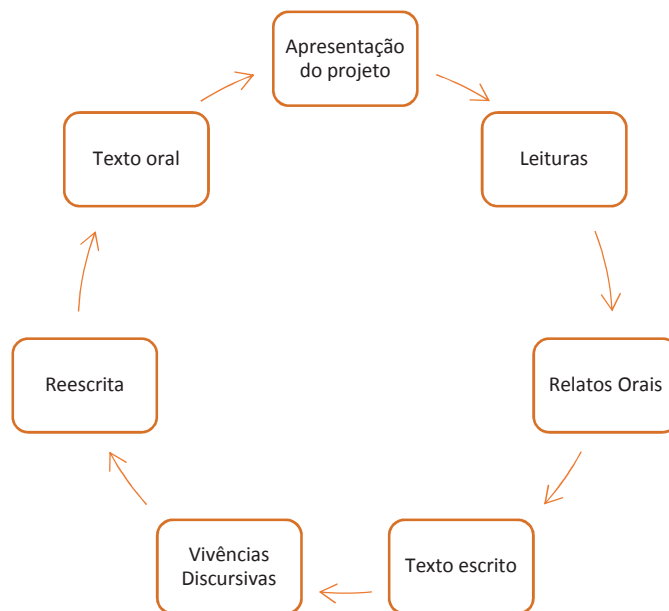 Apresentação
do projeto
Leituras
Relatos Orais
Texto escrito
Vivências
Discursivas
Reescrita
Texto oral